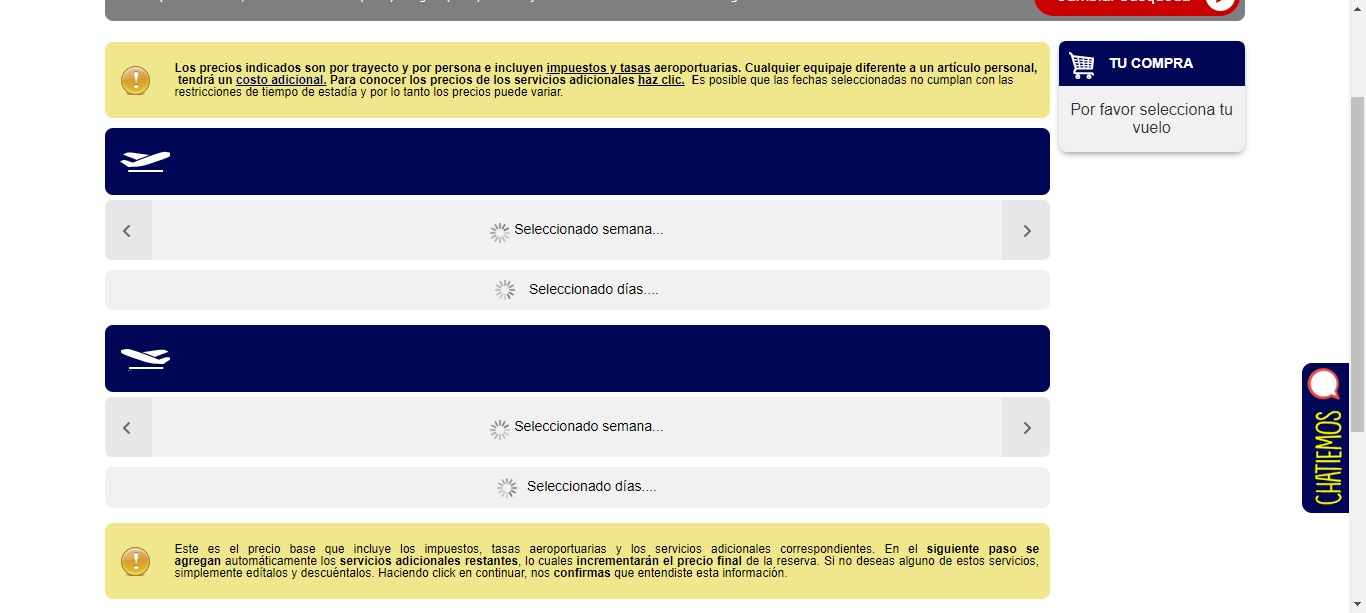 TU COMPRA
Los precios indicados son por trayecto y por persona e incluyen impuestos y tasas aeroportuarias. Cualquier equipaje diferente a un artículo personal,
tendrá un costo adicional. Para conocer los precios de los servicios adicionales haz clic. Es posible que las fechas seleccionadas no cumplan con las
restricciones de tiempo de estadía y por lo tanto los precios puede variar.
Por favor selecciona tu
vuelo
Seleccionado semana...
Seleccionado días....
Seleccionado semana...
Seleccionado días....
CHATIEMOS
Este es el precio base que incluye los impuestos, tasas aeroportuarias y los servicios adicionales correspondientes. En el siguiente paso se
agregan automáticamente los servicios adicionales restantes, lo cuales incrementarán el precio final de la reserva. Si no deseas alguno de estos servicios,
simplemente edítalos y descuéntalos. Haciendo click en continuar, nos confirmas que entendiste esta información.